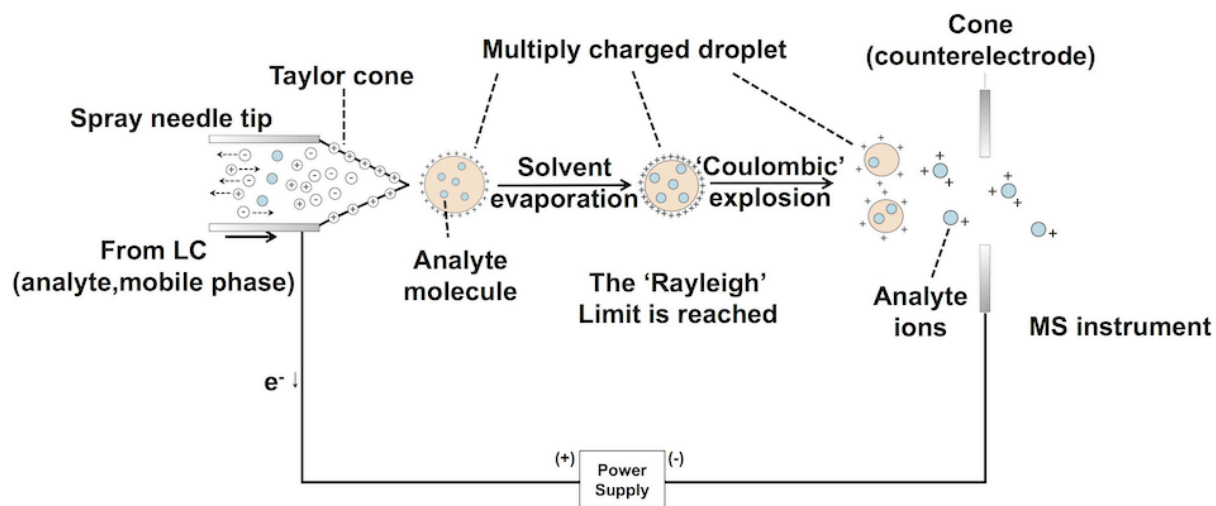 Cone
(counterelectrode)
Multiply charged droplet
Taylor cone
Spray needle tip
Solvent
evaporation
‘Coulombic’
explosion
From LC
(analyte,mobile phase)
Analyte
molecule
The ‘Rayleigh’
Limit is reached
Analyte
ions
MS instrument
e⁻ ↓
(+)
Power
Supply
(-)